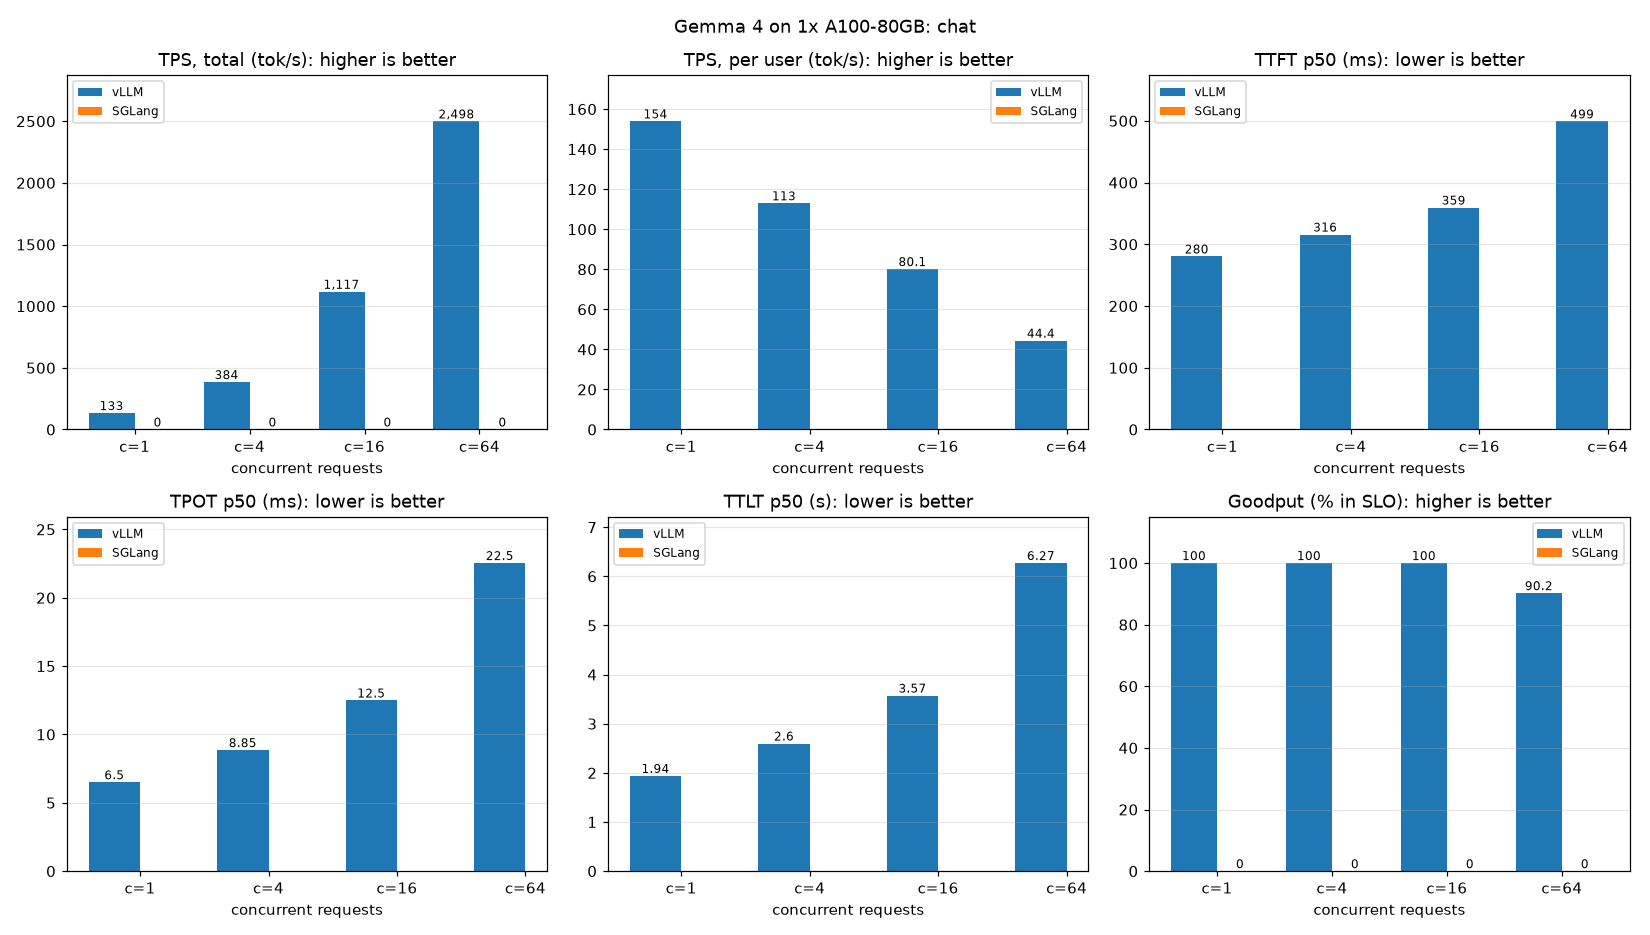 Gemma 4 on 1x A100-80GB: chat
TPS, total (tok/s): higher is better
vLLM
SGLang
2500
2000
1500
1000
500
0
133
0
384
0
1,117
0
2,498
0
c=1
c=4
c=16
c=64
concurrent requests
TPS, per user (tok/s): higher is better
vLLM
SGLang
160
140
120
100
80
60
40
20
0
154
113
80.1
44.4
c=1
c=4
c=16
c=64
concurrent requests
TTFT p50 (ms): lower is better
vLLM
SGLang
500
400
300
200
100
0
280
316
359
499
c=1
c=4
c=16
c=64
concurrent requests
TPOT p50 (ms): lower is better
vLLM
SGLang
25
20
15
10
5
0
6.5
8.85
12.5
22.5
c=1
c=4
c=16
c=64
concurrent requests
TTLT p50 (s): lower is better
vLLM
SGLang
7
6
5
4
3
2
1
0
1.94
2.6
3.57
6.27
c=1
c=4
c=16
c=64
concurrent requests
Goodput (% in SLO): higher is better
vLLM
SGLang
100
80
60
40
20
0
100
0
100
0
100
0
90.2
0
c=1
c=4
c=16
c=64
concurrent requests